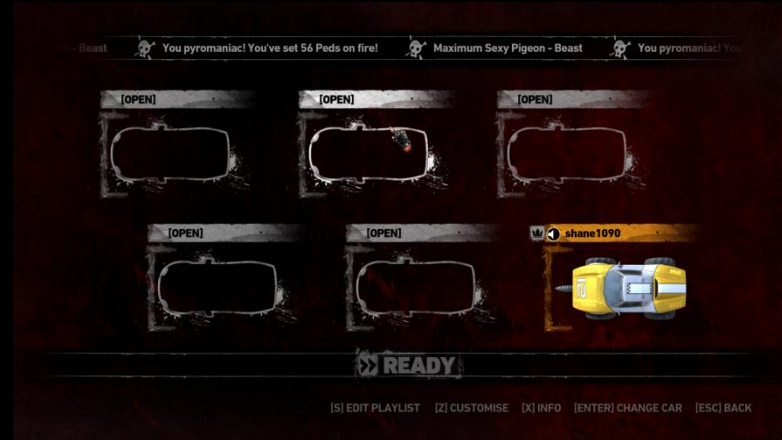 - Beast You pyromaniac! You've set 56 Peds on fire! Maximum Sexy Pigeon - Beast You pyromaniac! You've
[OPEN] [OPEN] [OPEN]
[OPEN] [OPEN] shane1090
READY
[S] EDIT PLAYLIST [Z] CUSTOMISE [X] INFO [ENTER] CHANGE CAR [ESC] BACK